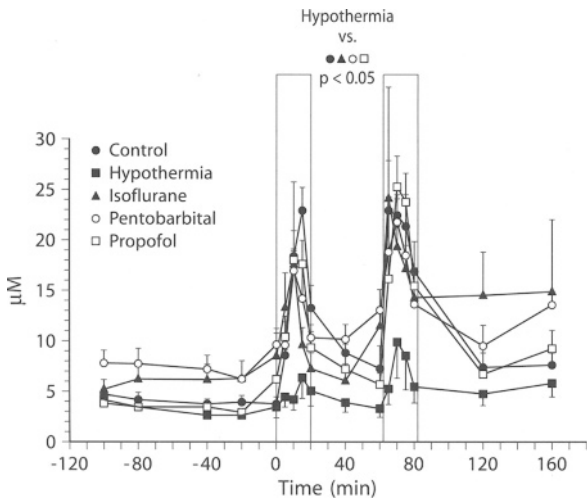 Hypothermia
vs.
●▲○□
p < 0.05
30
25
20
15
10
5
0
μM
● Control
■ Hypothermia
▲ Isoflurane
○ Pentobarbital
□ Propofol
-120 -80 -40 0 40 80 120 160
Time (min)